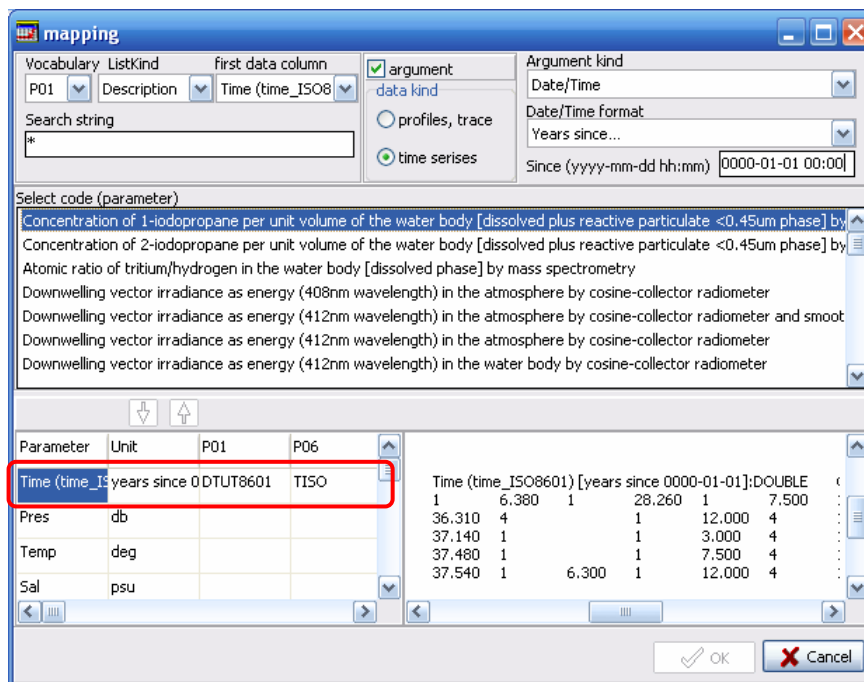 mapping
Vocabulary ListKind first data column
P01 Description Time (time_ISO8
Search string
*
argument
data kind
profiles, trace
time serises
Argument kind
Date/Time
Date/Time format
Years since...
Since (yyyy-mm-dd hh:mm) 0000-01-01 00:00
Select code (parameter)
Concentration of 1-iodopropane per unit volume of the water body [dissolved plus reactive particulate <0.45um phase] by
Concentration of 2-iodopropane per unit volume of the water body [dissolved plus reactive particulate <0.45um phase] by
Atomic ratio of tritium/hydrogen in the water body [dissolved phase] by mass spectrometry
Downwelling vector irradiance as energy (408nm wavelength) in the atmosphere by cosine-collector radiometer
Downwelling vector irradiance as energy (412nm wavelength) in the atmosphere by cosine-collector radiometer and smoot
Downwelling vector irradiance as energy (412nm wavelength) in the atmosphere by cosine-collector radiometer
Downwelling vector irradiance as energy (412nm wavelength) in the water body by cosine-collector radiometer
Parameter Unit P01 P06
Time (time_IS years since 0 DTUT8601 TISO
Pres db
Temp deg
Sal psu
Time (time_ISO8601) [years since 0000-01-01]:DOUBLE
1 6.380 1 28.260 1 7.500
36.310 4 1 12.000 4
37.140 1 1 3.000 4
37.480 1 1 7.500 4
37.540 1 6.300 1 12.000 4
OK Cancel